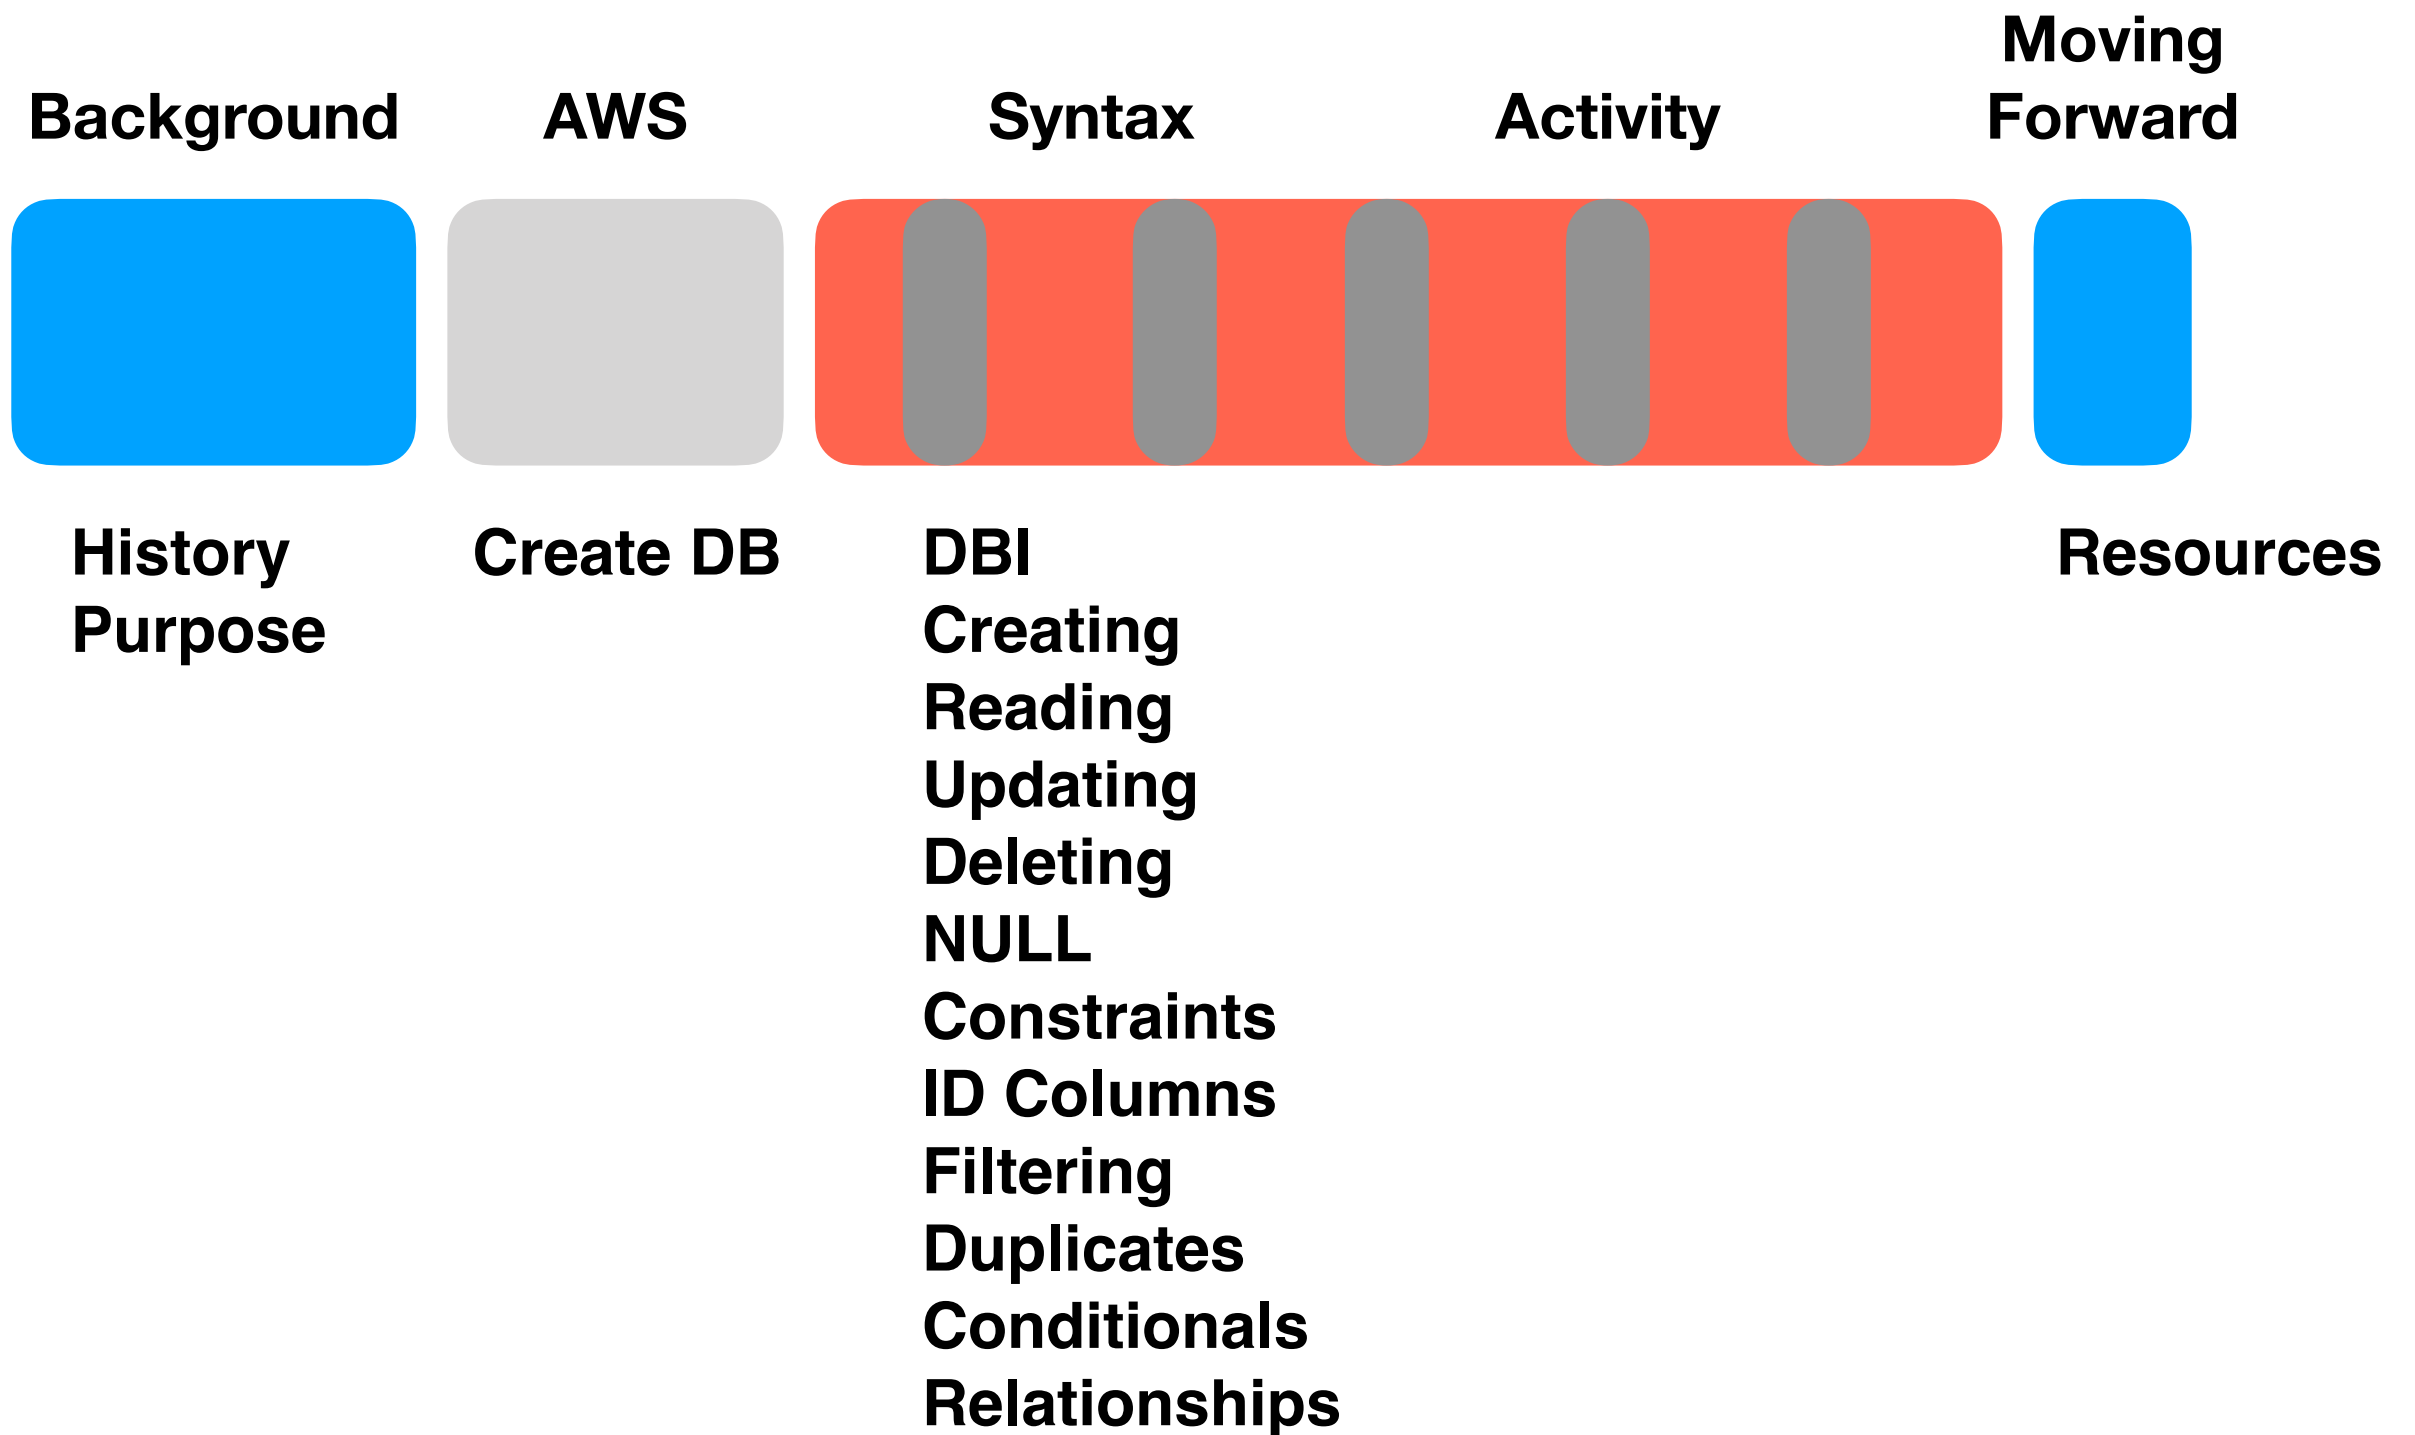 Background
AWS
Syntax
Activity
Moving
Forward
History
Purpose
Create DB
DBI
Creating
Reading
Updating
Deleting
NULL
Constraints
ID Columns
Filtering
Duplicates
Conditionals
Relationships
Resources